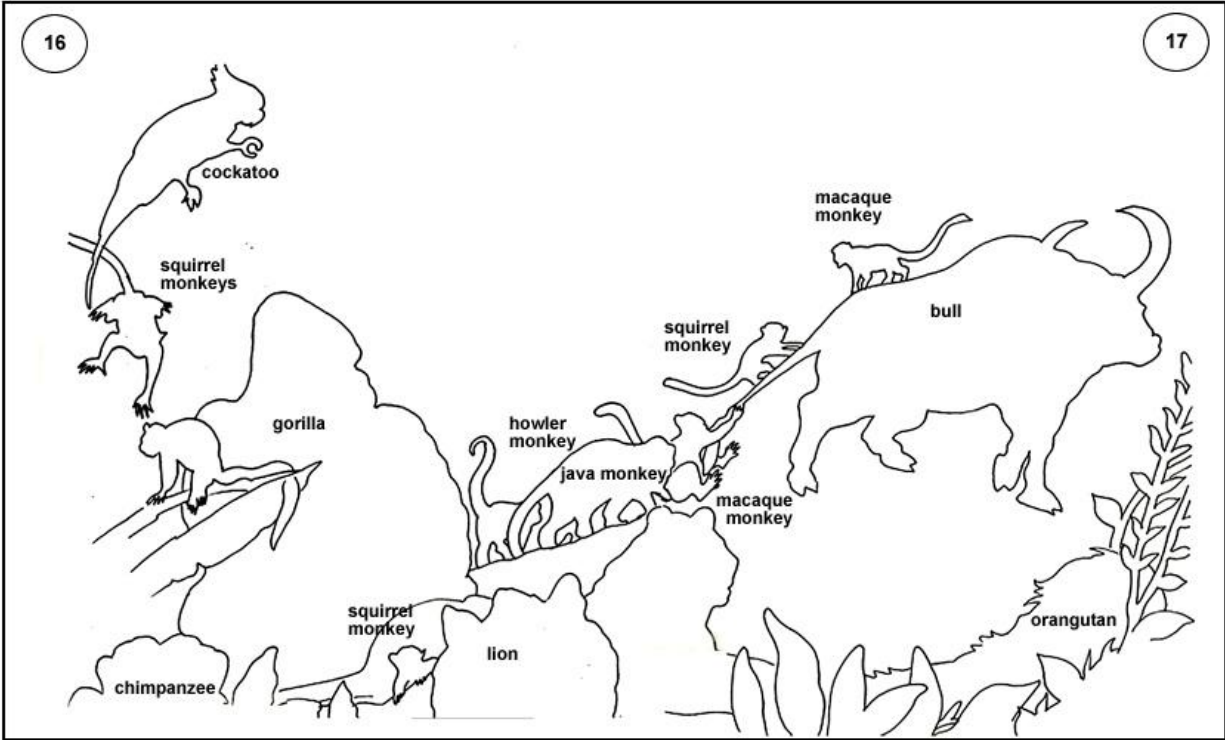 16
17
cockatoo
squirrel
monkeys
macaque
monkey
bull
squirrel
monkey
gorilla
howler
monkey
java monkey
macaque
monkey
squirrel
monkey
lion
orangutan
chimpanzee